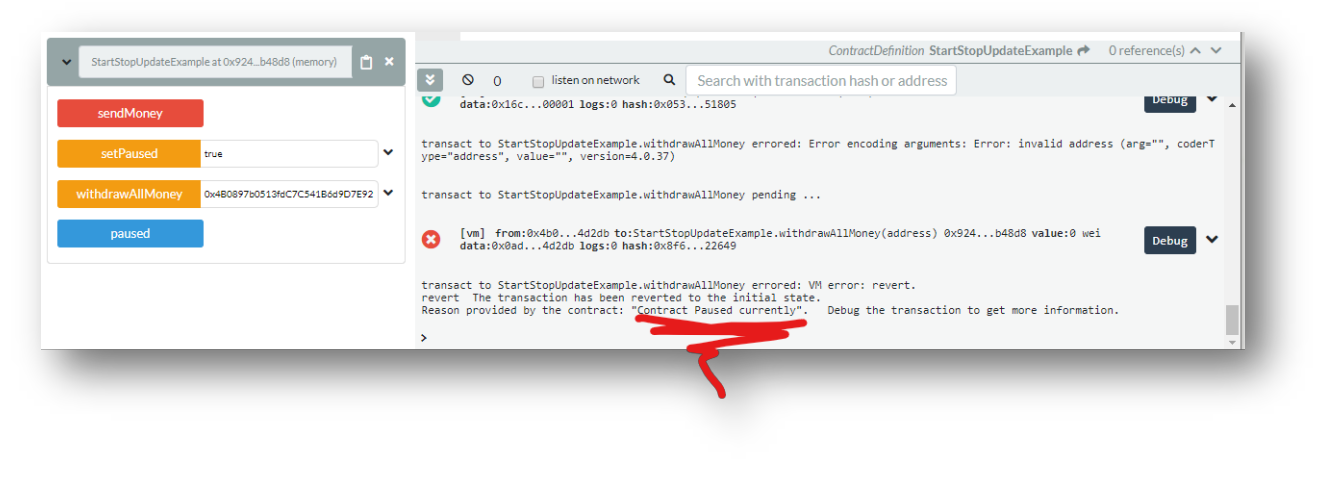 ContractDefinition StartStopUpdateExample 0 reference(s)
StartStopUpdateExample at 0x924...b48d8 (memory)
0 listen on network Search with transaction hash or address
data:0x16c...00001 logs:0 hash:0x053...51805 Debug
sendMoney
transact to StartStopUpdateExample.withdrawAllMoney errored: Error encoding arguments: Error: invalid address (arg="", coderT
ype="address", value="", version=4.0.37)
setPaused true
withdrawAllMoney 0x4B0897b0513fdC7C541B6d9D7E92
transact to StartStopUpdateExample.withdrawAllMoney pending ...
paused
[vm] from:0x4b0...4d2db to:StartStopUpdateExample.withdrawAllMoney(address) 0x924...b48d8 value:0 wei
data:0x0ad...4d2db logs:0 hash:0x8f6...22649 Debug
transact to StartStopUpdateExample.withdrawAllMoney errored: VM error: revert.
revert The transaction has been reverted to the initial state.
Reason provided by the contract: "Contract Paused currently". Debug the transaction to get more information.
>